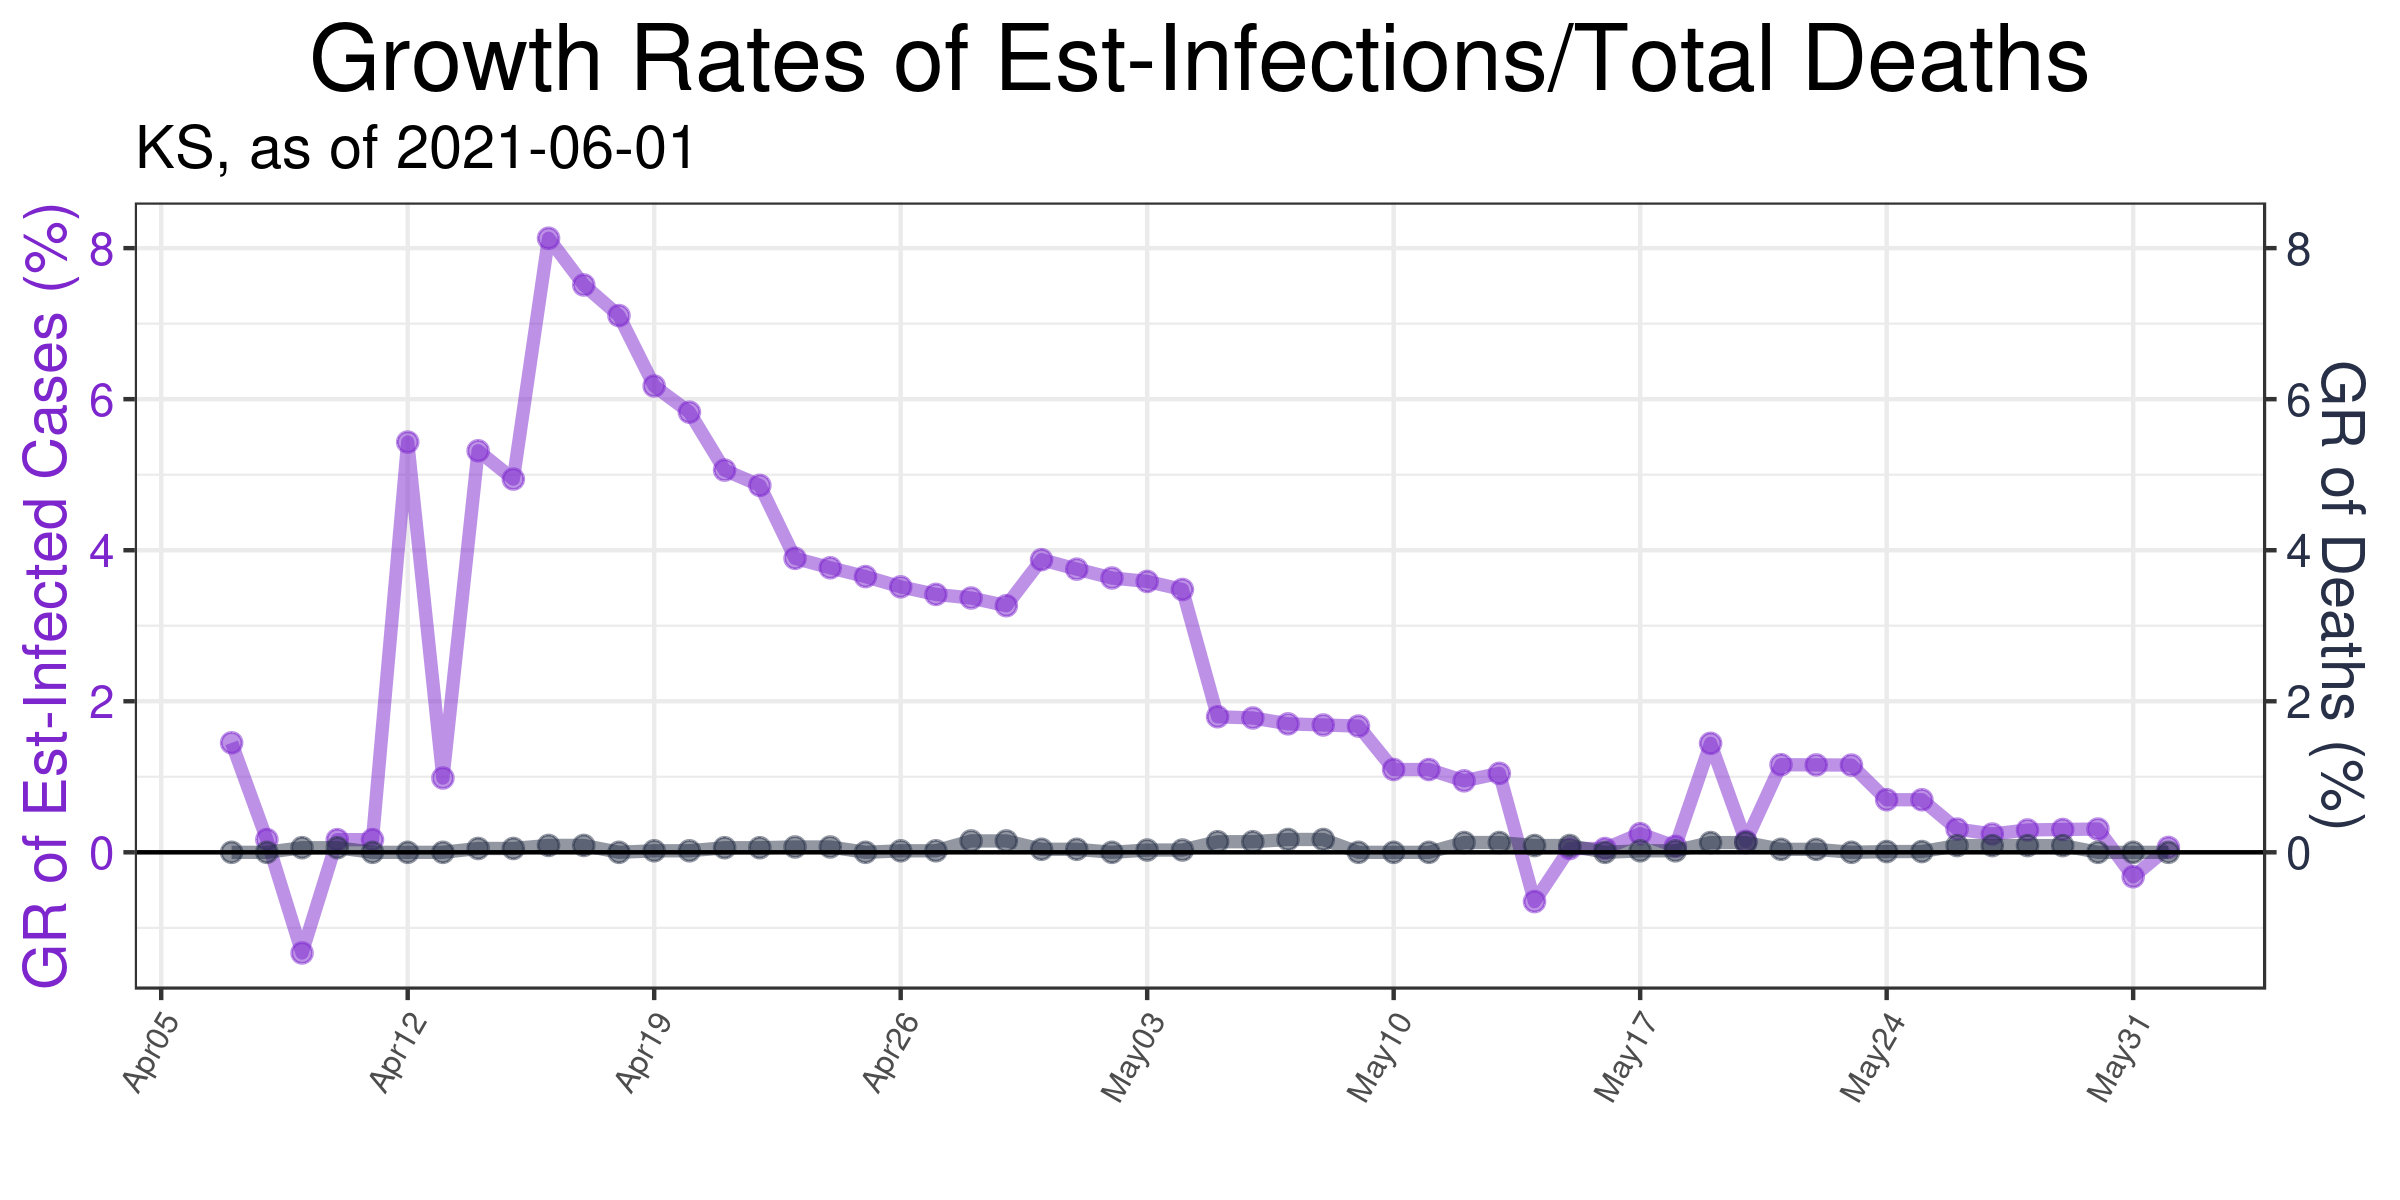 Growth Rates of Est-Infections/Total Deaths
KS, as of 2021-06-01
GR of Est-Infected Cases (%)
8
6
4
2
0
8
6
4
2
0
GR of Deaths (%)
Apr05
Apr12
Apr19
Apr26
May03
May10
May17
May24
May31